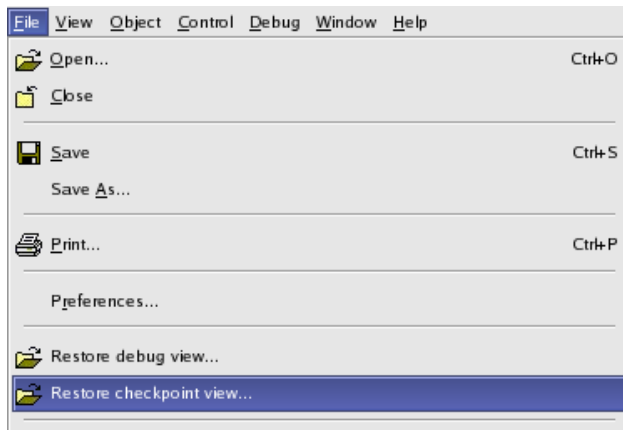 File View Object Control Debug Window Help
Open... Ctrl+O
Close
Save Ctrl+S
Save As...
Print... Ctrl+P
Preferences...
Restore debug view...
Restore checkpoint view...